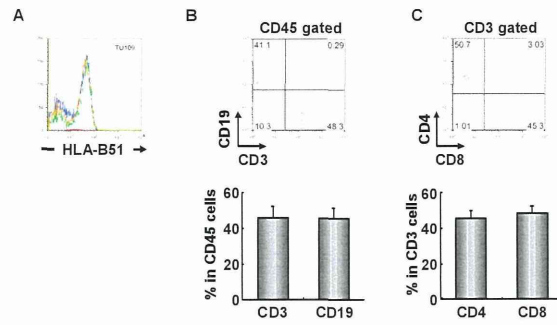 A
TU109
HLA-B51
B
CD45 gated
41.1
0.29
10.3
48.3
CD19
CD3
C
CD3 gated
50.7
3.03
1.01
45.3
CD4
CD8
% in CD45 cells
60
40
20
0
CD3
CD19
% in CD3 cells
60
40
20
0
CD4
CD8